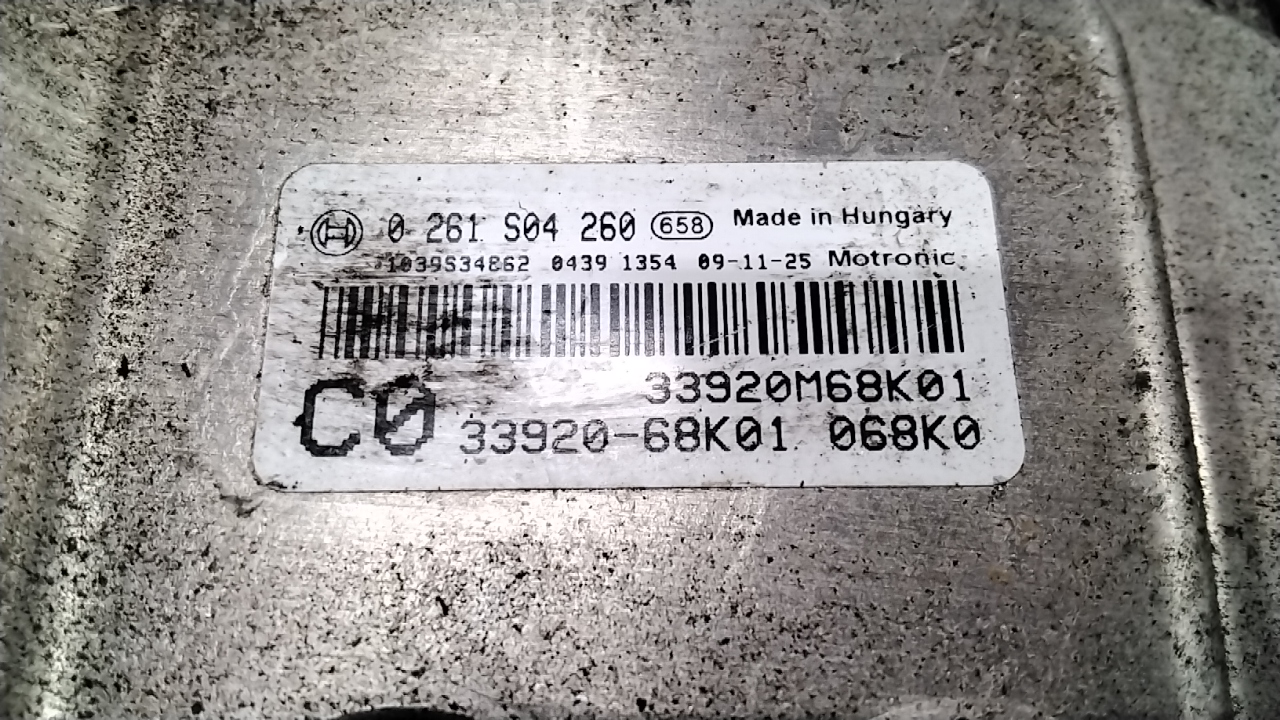 0 261 S04 260 658 Made in Hungary
1039S34862 0439 1354 09-11-25 Motronic
33920M68K01
C0 33920-68K01 068K0